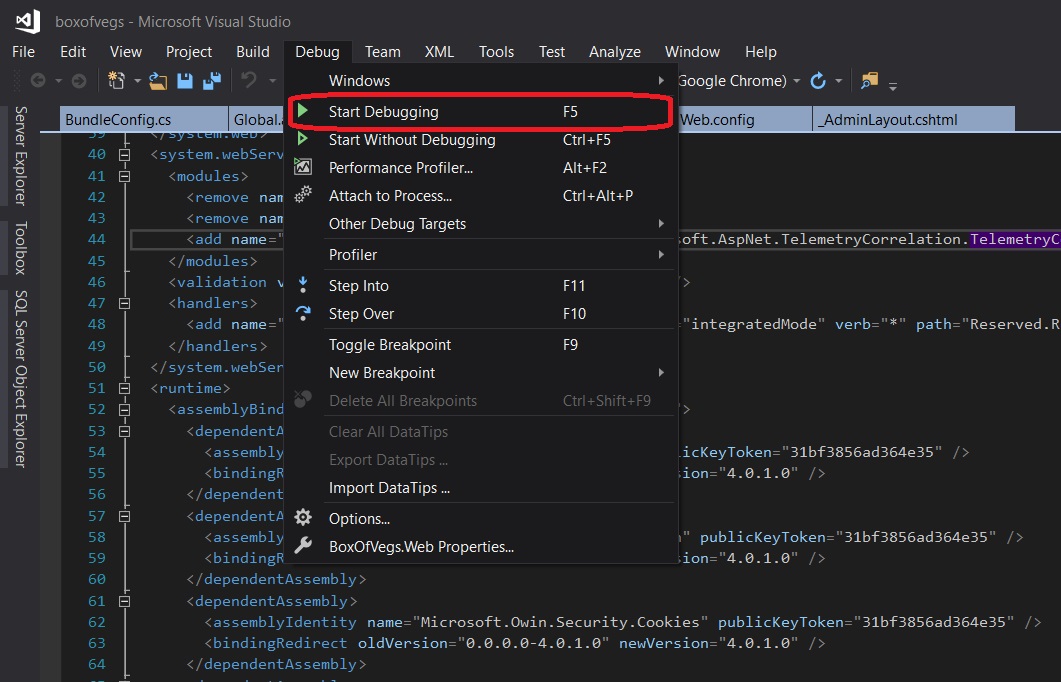 boxofvegs - Microsoft Visual Studio
File Edit View Project Build Debug Team XML Tools Test Analyze Window Help
Google Chrome)
BundleConfig.cs Web.config _AdminLayout.cshtml
Server Explorer
Toolbox
SQL Server Object Explorer
Windows
Start Debugging F5
Start Without Debugging Ctrl+F5
Performance Profiler... Alt+F2
Attach to Process... Ctrl+Alt+P
Other Debug Targets
Profiler
Step Into F11
Step Over F10
Toggle Breakpoint F9
New Breakpoint
Delete All Breakpoints Ctrl+Shift+F9
Clear All DataTips
Export DataTips ...
Import DataTips ...
Options...
BoxOfVegs.Web Properties...
39 </system.web>
40 <system.webServ
41 <modules>
42 <remove nam
43 <remove nam
44 <add name=" soft.AspNet.TelemetryCorrelation.TelemetryC
45 </modules>
46 <validation v />
47 <handlers>
48 <add name=" ="integratedMode" verb="*" path="Reserved.R
49 </handlers>
50 </system.webSer
51 <runtime>
52 <assemblyBind />
53 <dependentA
54 <assembly licKeyToken="31bf3856ad364e35" />
55 <bindingR sion="4.0.1.0" />
56 </dependent
57 <dependentA
58 <assembly " publicKeyToken="31bf3856ad364e35" />
59 <bindingR sion="4.0.1.0" />
60 </dependentAssembly>
61 <dependentAssembly>
62 <assemblyIdentity name="Microsoft.Owin.Security.Cookies" publicKeyToken="31bf3856ad364e35" />
63 <bindingRedirect oldVersion="0.0.0.0-4.0.1.0" newVersion="4.0.1.0" />
64 </dependentAssembly>